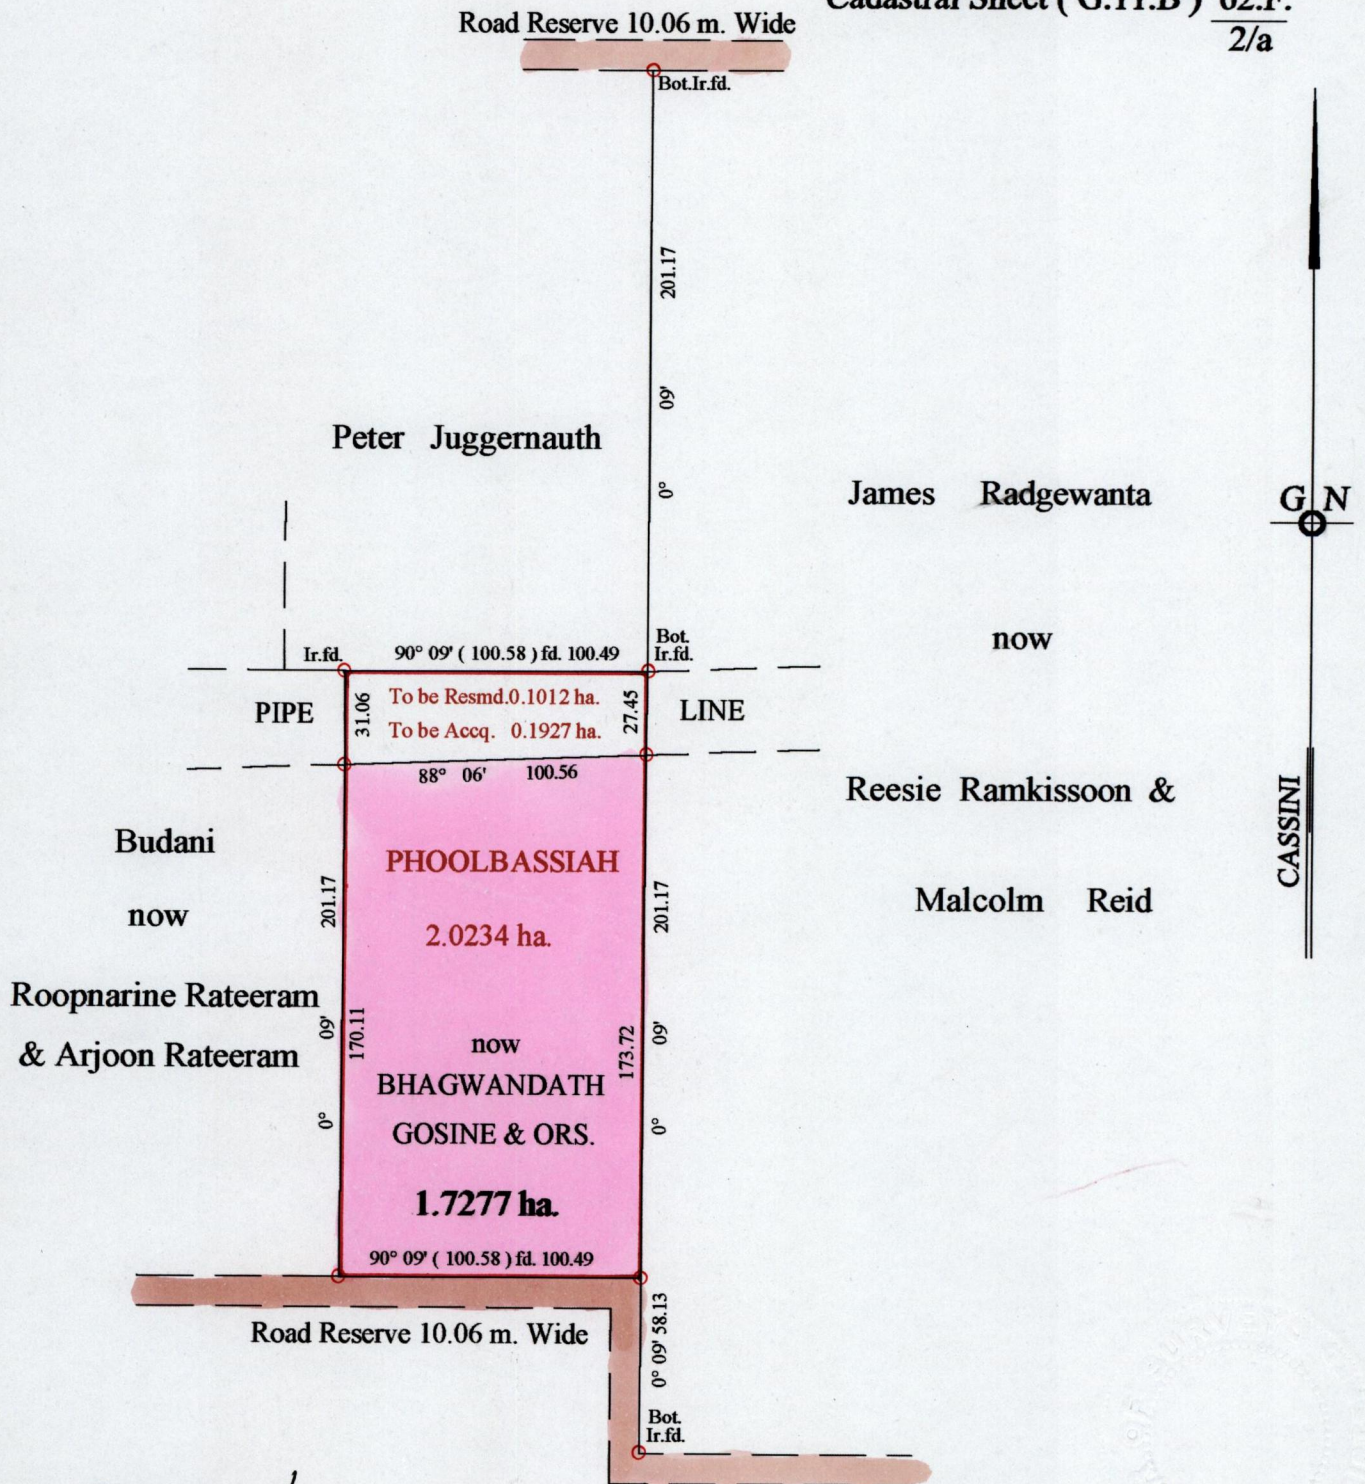 Cadastral Sheet ( G.11.B ) 62.F.
2/a
Road Reserve 10.06 m. Wide
Bot.Ir.fd.
201.17
09'
0°
Peter Juggernauth
James Radgewanta
G N
now
Ir.fd.
90° 09' ( 100.58 ) fd. 100.49
Bot.
Ir.fd.
PIPE
31.06
To be Resmd.0.1012 ha.
To be Accq. 0.1927 ha.
27.45
LINE
88° 06' 100.56
Reesie Ramkissoon &
Malcolm Reid
CASSINI
Budani
now
Roopnarine Rateeram
& Arjoon Rateeram
201.17
09'
0°
170.11
PHOOLBASSIAH
2.0234 ha.
now
BHAGWANDATH
GOSINE & ORS.
1.7277 ha.
173.72
201.17
09'
0°
90° 09' ( 100.58 ) fd. 100.49
Road Reserve 10.06 m. Wide
0° 09' 58.13
Bot.
Ir.fd.